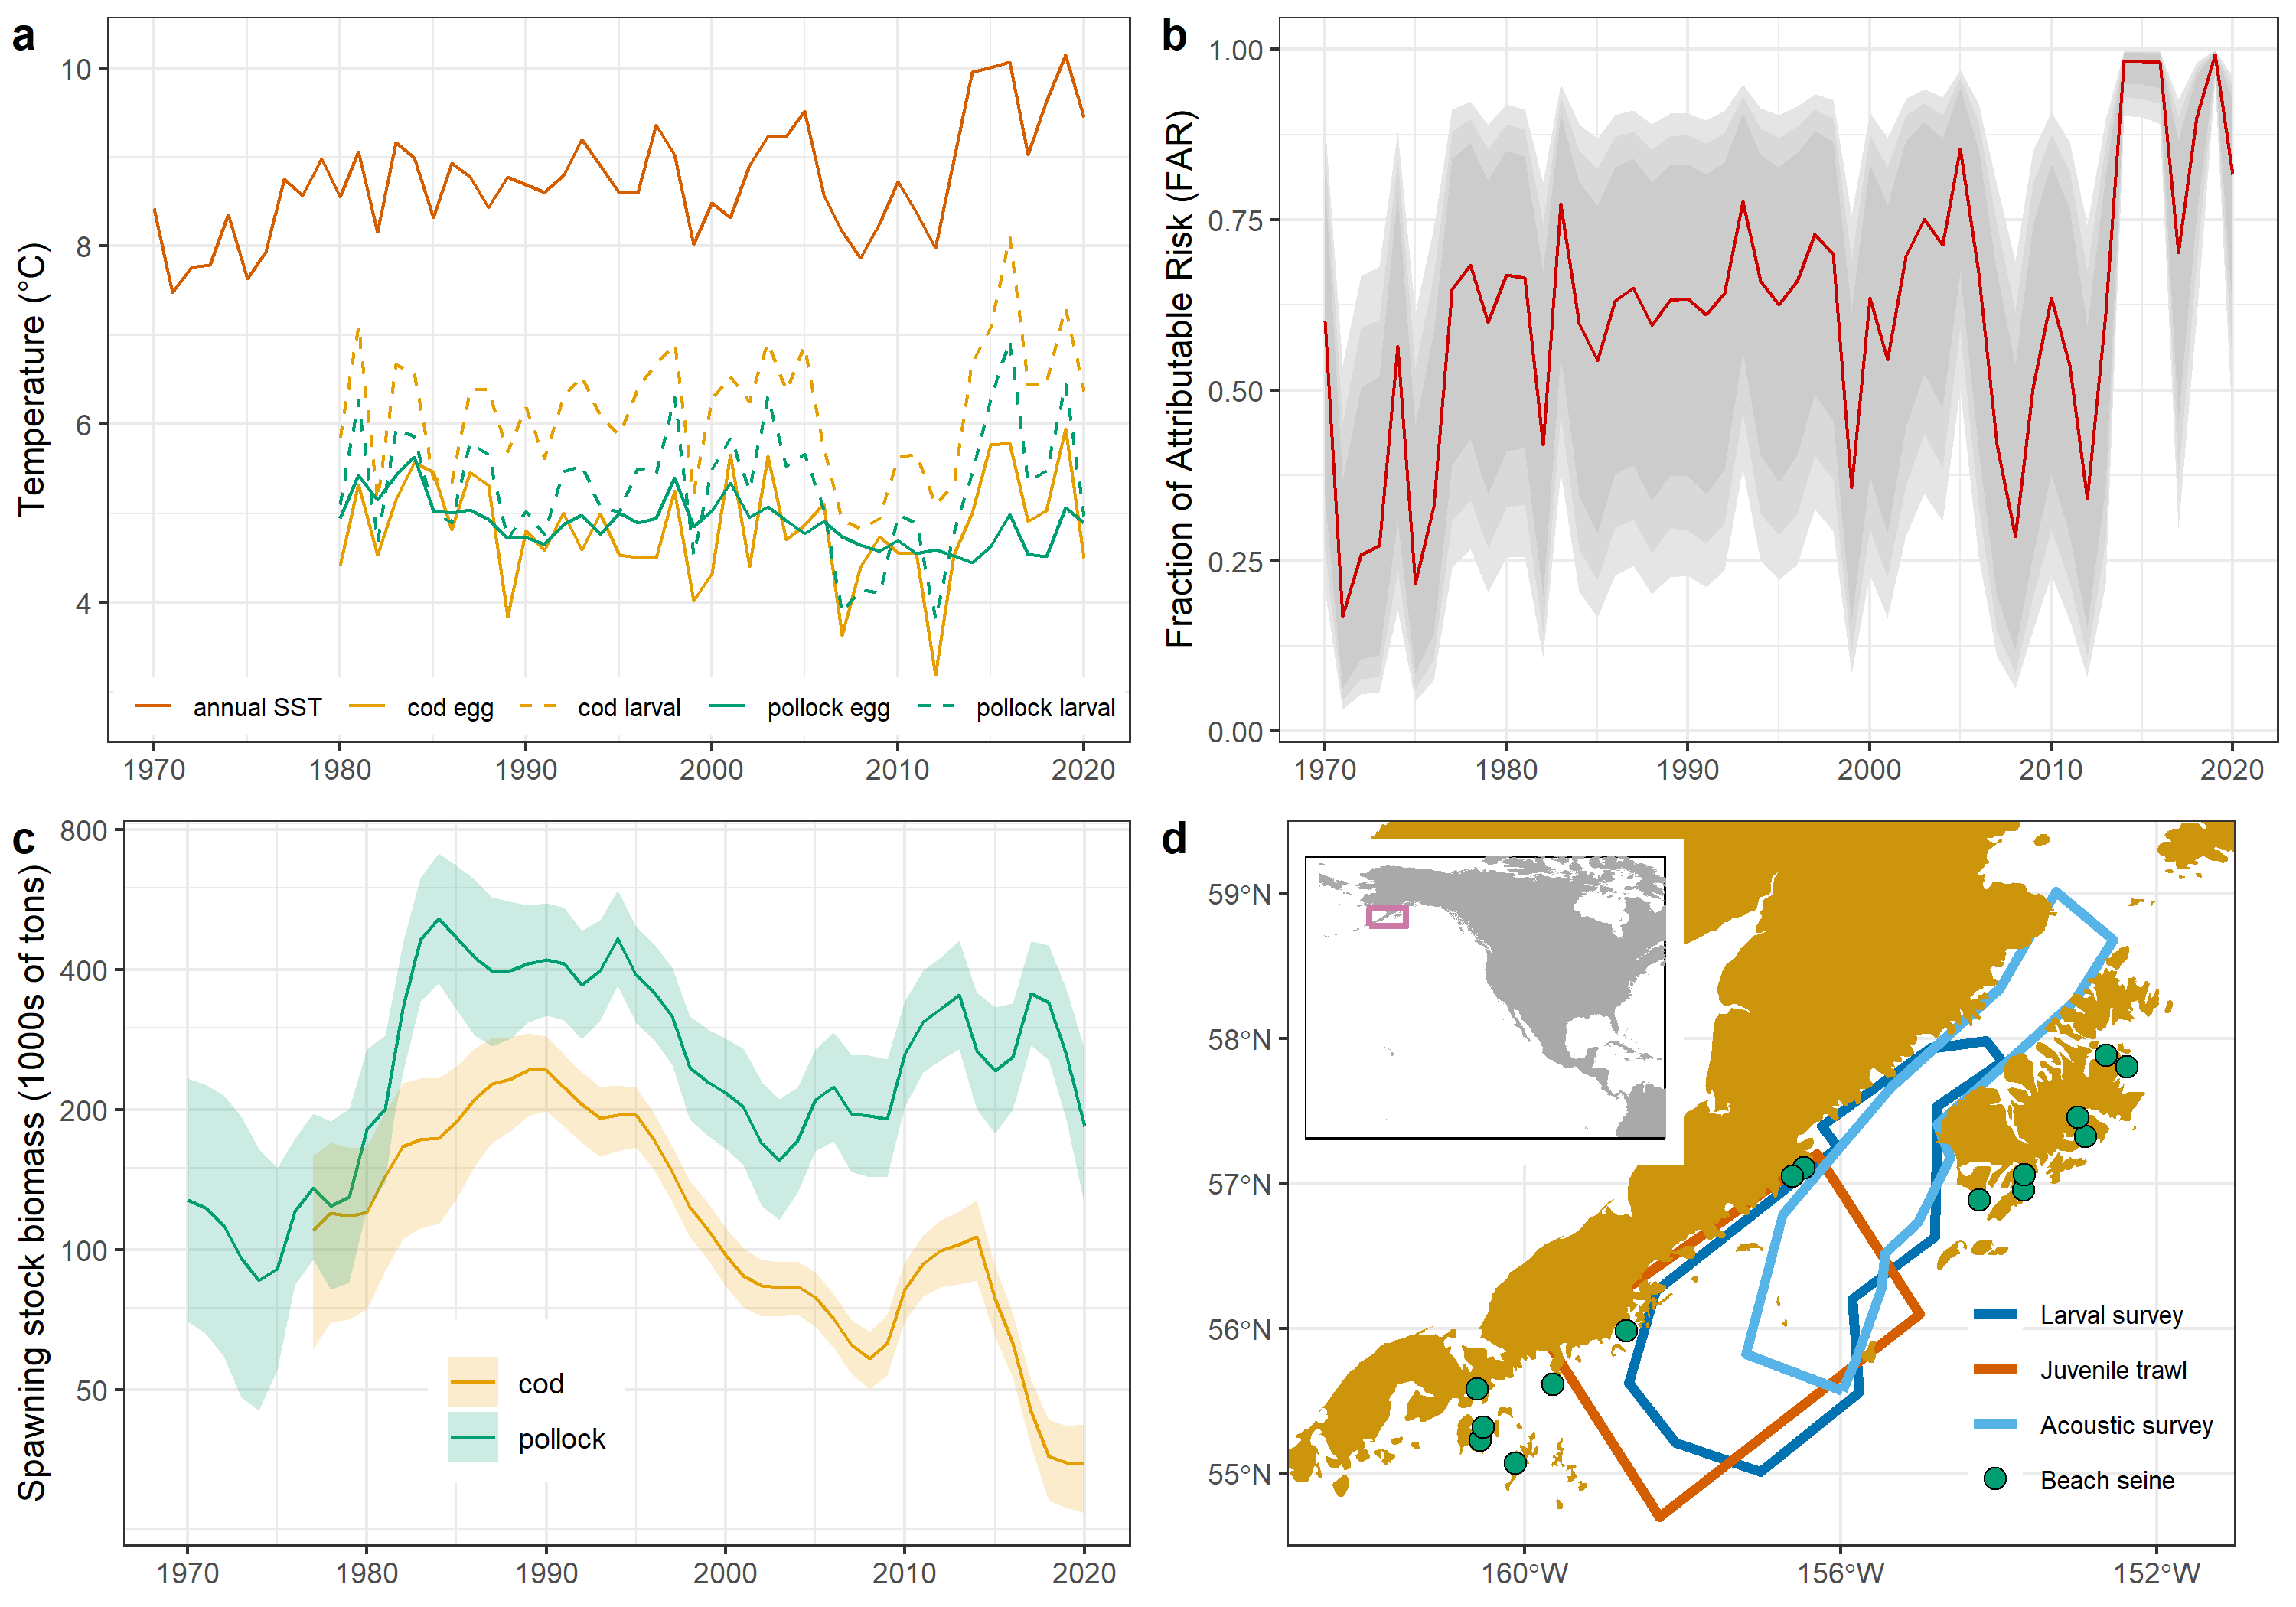 a
Temperature (°C)
10
8
6
4
annual SST
cod egg
cod larval
pollock egg
pollock larval
1970
1980
1990
2000
2010
2020
b
Fraction of Attributable Risk (FAR)
1.00
0.75
0.50
0.25
0.00
1970
1980
1990
2000
2010
2020
c
Spawning stock biomass (1000s of tons)
800
400
200
100
50
cod
pollock
1970
1980
1990
2000
2010
2020
d
59°N
58°N
57°N
56°N
55°N
Larval survey
Juvenile trawl
Acoustic survey
Beach seine
160°W
156°W
152°W